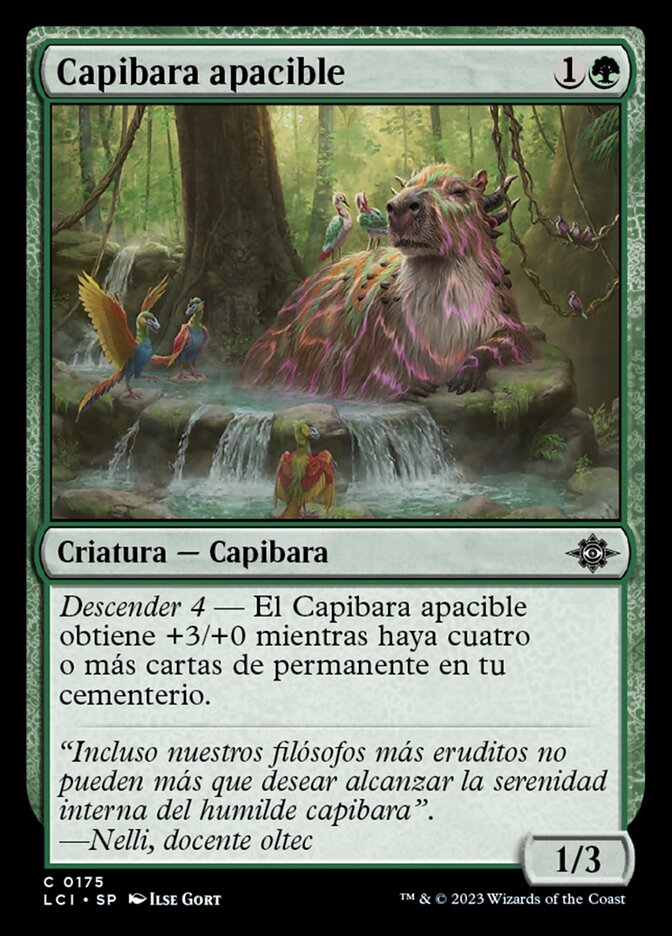 Capibara apacible 1
Criatura — Capibara
Descender 4 — El Capibara apacible
obtiene +3/+0 mientras haya cuatro
o más cartas de permanente en tu
cementerio.
“Incluso nuestros filósofos más eruditos no
pueden más que desear alcanzar la serenidad
interna del humilde capibara”.
—Nelli, docente oltec
1/3
C 0175
LCI • SP Ilse Gort
™ & © 2023 Wizards of the Coast